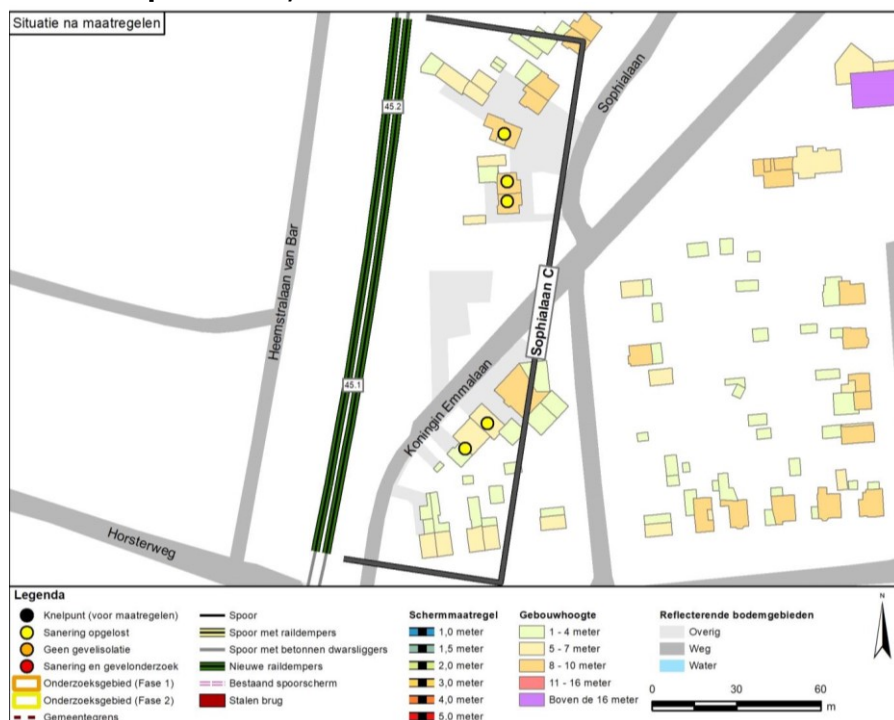 Situatie na maatregelen
45.2
Sophialaan
Heemstralaan van Bar
Sophialaan C
45.1
Koningin Emmalaan
Horsterweg
Legenda
Knelpunt (voor maatregelen)
Sanering opgelost
Geen gevelisolatie
Sanering en gevelonderzoek
Onderzoeksgebied (Fase 1)
Onderzoeksgebied (Fase 2)
Gemeentegrens
Spoor
Spoor met raildempers
Spoor met betonnen dwarsliggers
Nieuwe raildempers
Bestaand spoorscherm
Stalen brug
Schermmaatregel
1,0 meter
1,5 meter
2,0 meter
3,0 meter
4,0 meter
5,0 meter
Gebouwhoogte
1 - 4 meter
5 - 7 meter
8 - 10 meter
11 - 16 meter
Boven de 16 meter
Reflecterende bodemgebieden
Overig
Weg
Water
N
0 30 60
m